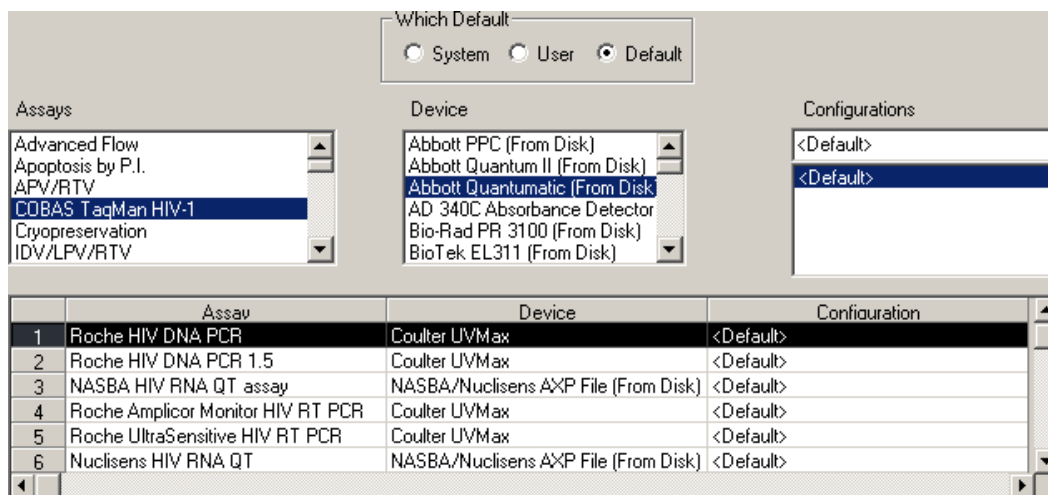 Which Default
System User Default
Assays Device Configurations
Advanced Flow
Apoptosis by P.I.
APV/RTV
COBAS TaqMan HIV-1
Cryopreservation
IDV/LPV/RTV
Abbott PPC (From Disk)
Abbott Quantum II (From Disk)
Abbott Quantumatic (From Disk
AD 340C Absorbance Detector
Bio-Rad PR 3100 (From Disk)
BioTek EL311 (From Disk)
<Default>
<Default>
Assay Device Configuration
1 Roche HIV DNA PCR Coulter UVMax <Default>
2 Roche HIV DNA PCR 1.5 Coulter UVMax <Default>
3 NASBA HIV RNA QT assay NASBA/Nuclisens AXP File (From Disk) <Default>
4 Roche Amplicor Monitor HIV RT PCR Coulter UVMax <Default>
5 Roche UltraSensitive HIV RT PCR Coulter UVMax <Default>
6 Nuclisens HIV RNA QT NASBA/Nuclisens AXP File (From Disk) <Default>